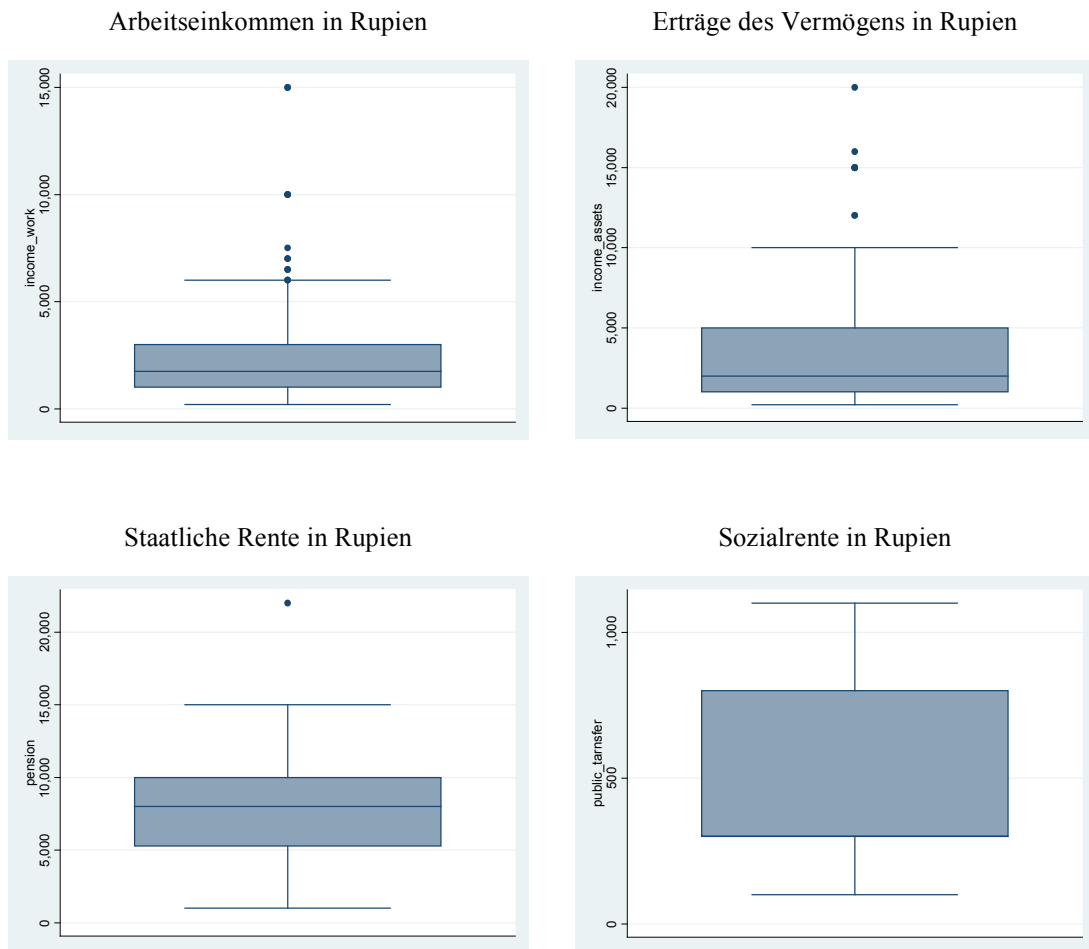 Arbeitseinkommen in Rupien
Erträge des Vermögens in Rupien
15,000
10,000
income_work
5,000
0
20,000
15,000
income_assets
10,000
5,000
0
Staatliche Rente in Rupien
Sozialrente in Rupien
20,000
15,000
pension
10,000
5,000
0
1,000
public_tarnsfer
500
0